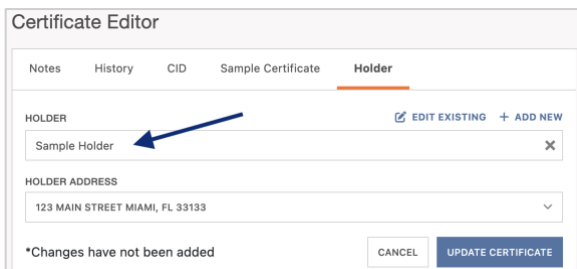 Certificate Editor
Notes History CID Sample Certificate Holder
HOLDER EDIT EXISTING + ADD NEW
Sample Holder
HOLDER ADDRESS
123 MAIN STREET MIAMI, FL 33133
*Changes have not been added CANCEL UPDATE CERTIFICATE